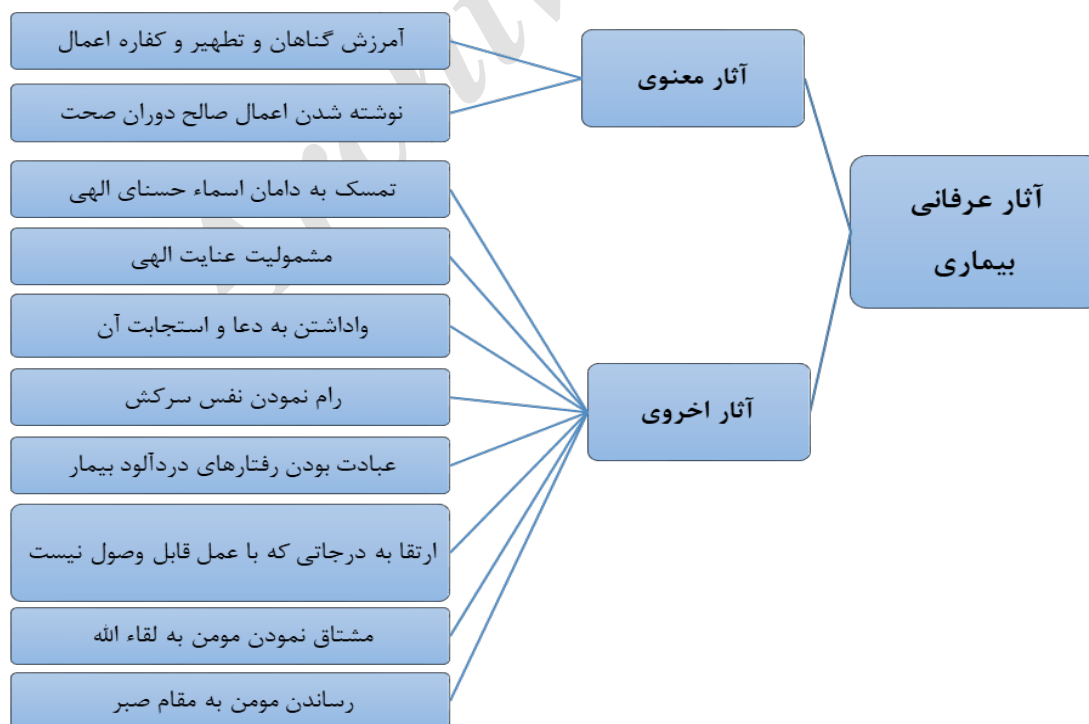 آثار عرفانی
بیماری
آثار معنوی
آمرزش گناهان و تطهیر و کفاره اعمال
نوشته شدن اعمال صالح دوران صحت
آثار اخروی
تمسک به دامان اسماء حسنای الهی
مشمولیت عنایت الهی
واداشتن به دعا و استجابت آن
رام نمودن نفس سرکش
عبادت بودن رفتارهای دردآلود بیمار
ارتقا به درجاتی که با عمل قابل وصول نیست
مشتاق نمودن مومن به لقاء الله
رساندن مومن به مقام صبر